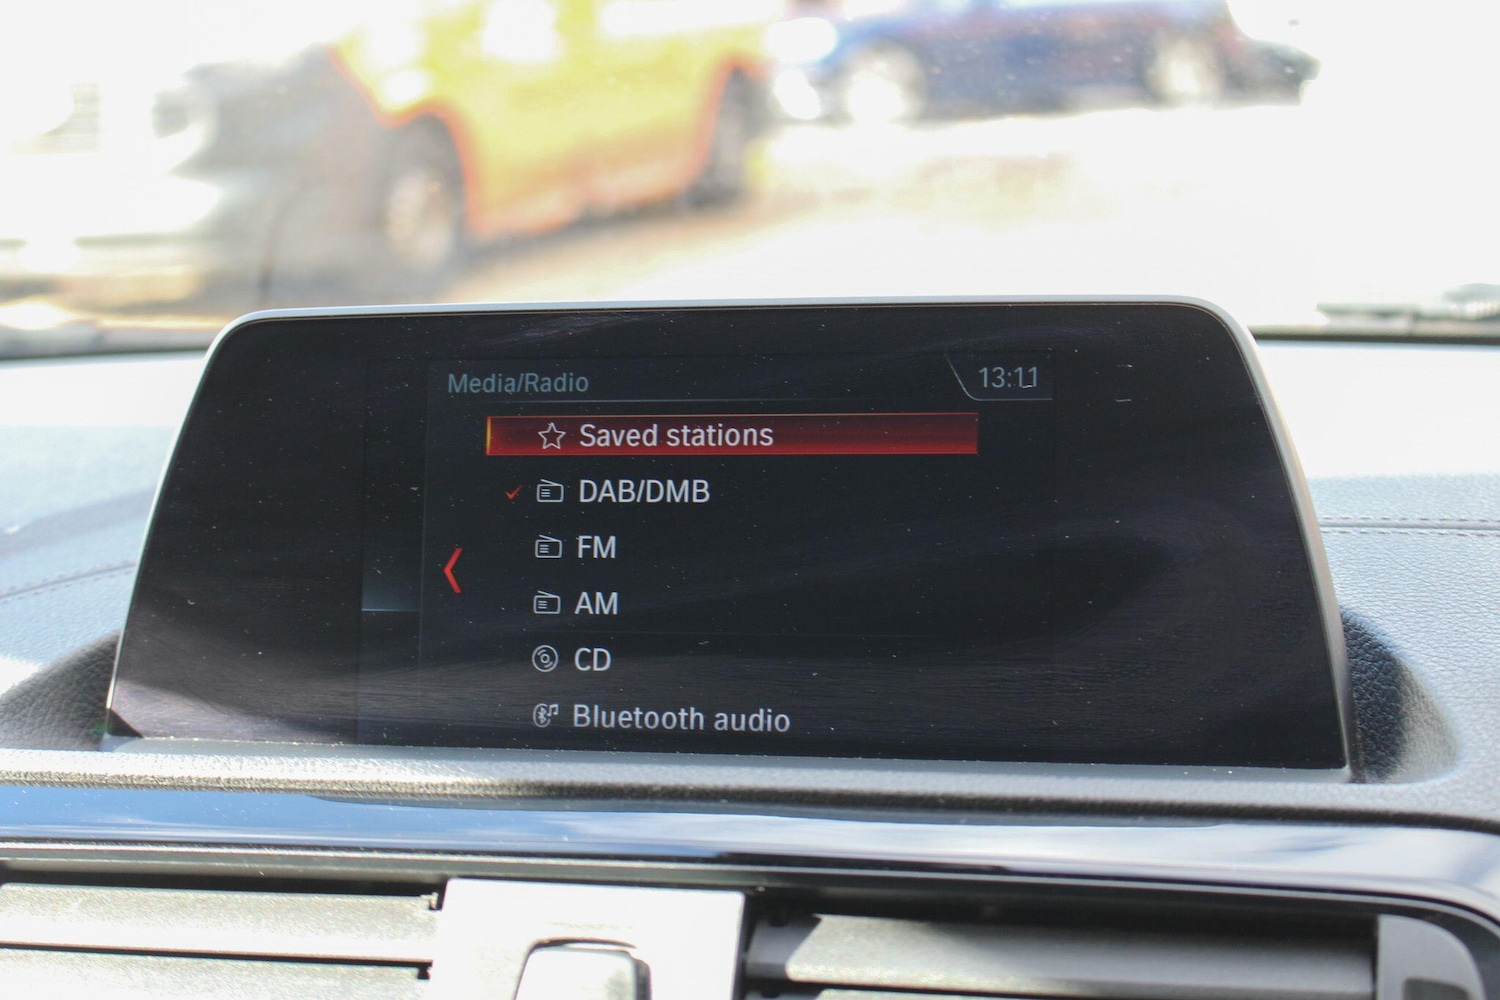 Media/Radio
13:11
Saved stations
DAB/DMB
FM
AM
CD
Bluetooth audio